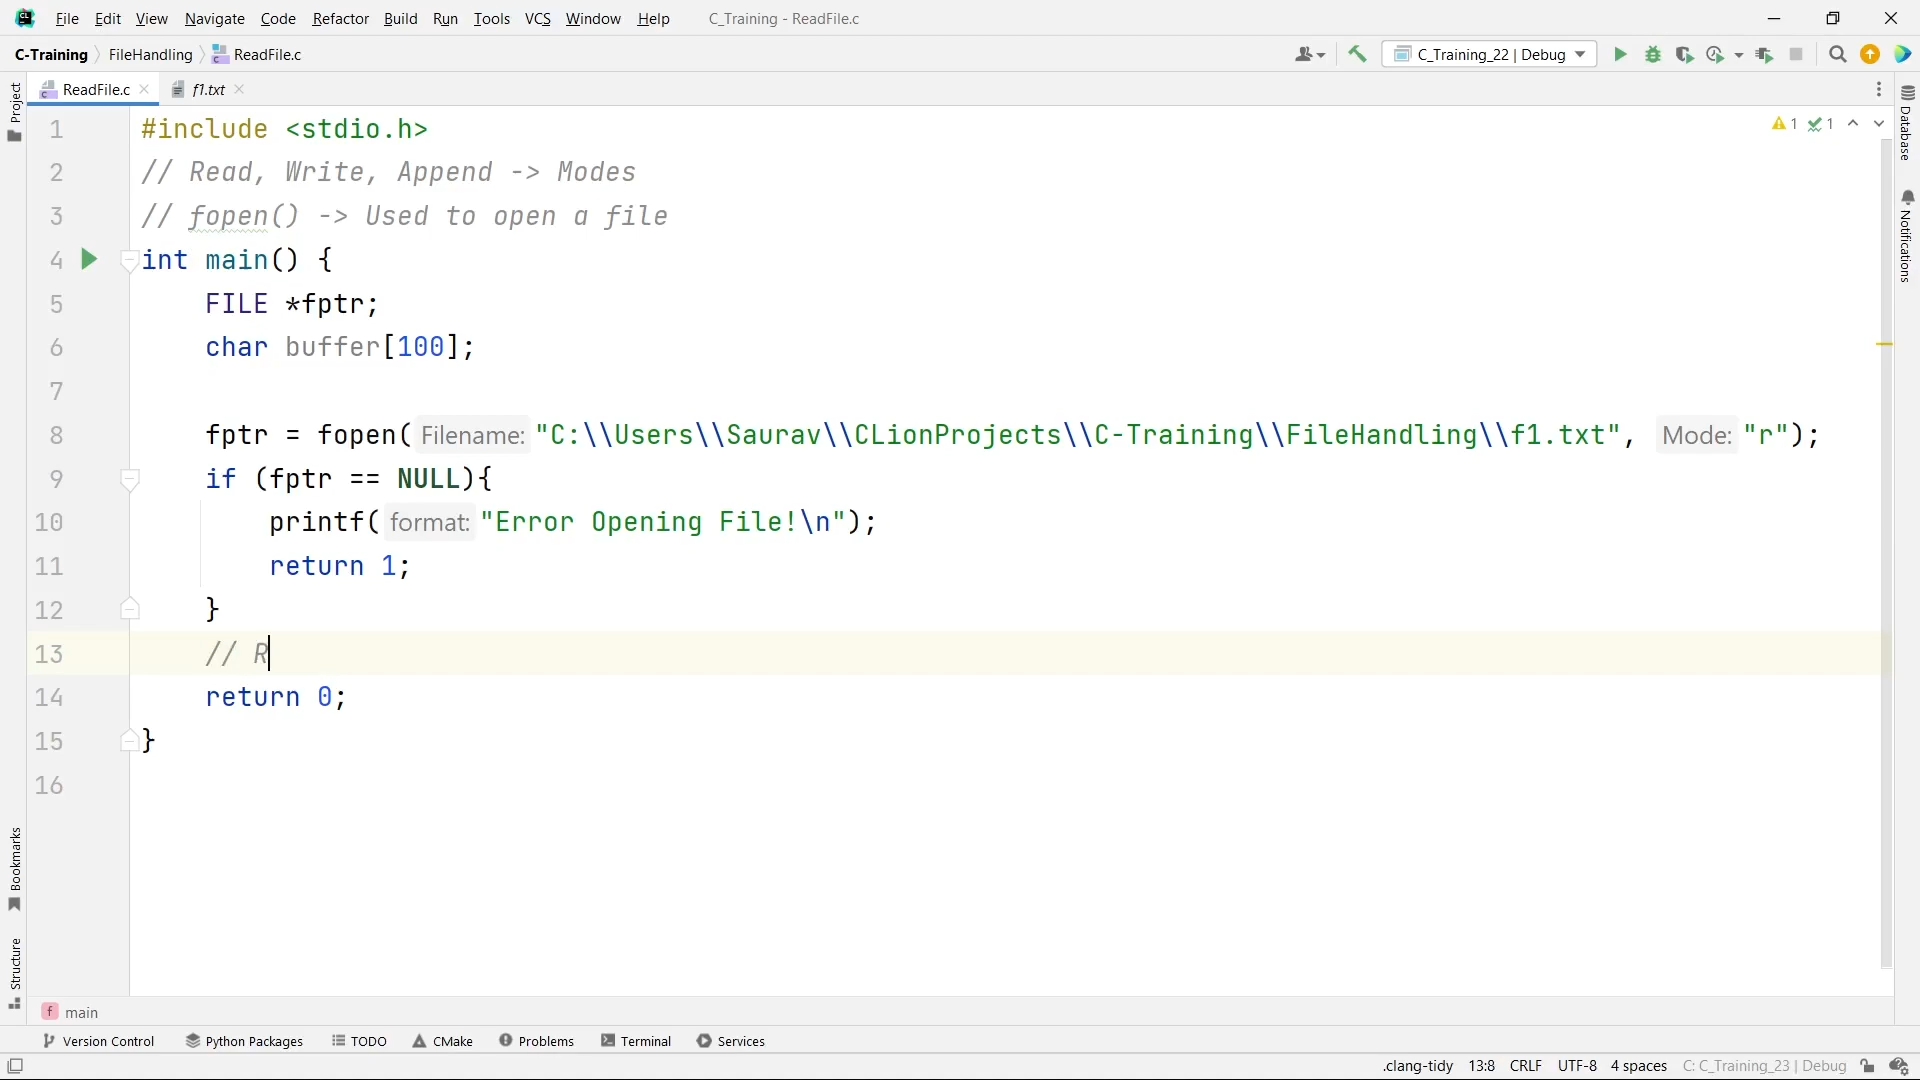 File Edit View Navigate Code Refactor Build Run Tools VCS Window Help C_Training - ReadFile.c
C-Training FileHandling ReadFile.c C_Training_22 | Debug
Project
ReadFile.c f1.txt
Database
Notifications
1 #include <stdio.h> 1 1
2 // Read, Write, Append -> Modes
3 // fopen() -> Used to open a file
4 int main() {
5 FILE *fptr;
6 char buffer[100];
7
8 fptr = fopen( Filename: "C:\\Users\\Saurav\\CLionProjects\\C-Training\\FileHandling\\f1.txt", Mode: "r");
9 if (fptr == NULL){
10 printf( format: "Error Opening File!\n");
11 return 1;
12 }
13 // R
14 return 0;
15 }
16
Bookmarks
Structure
f main
Version Control Python Packages TODO CMake Problems Terminal Services
.clang-tidy 13:8 CRLF UTF-8 4 spaces C: C_Training_23 | Debug